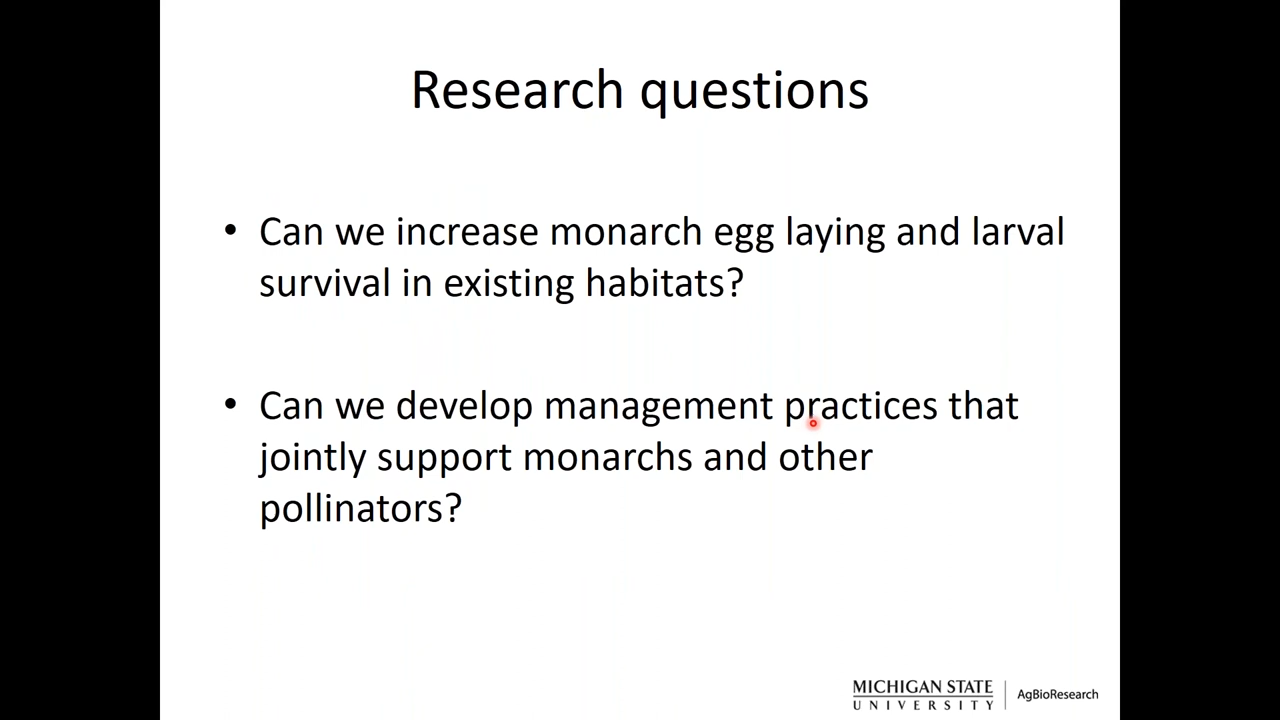 Research questions
• Can we increase monarch egg laying and larval
survival in existing habitats?
• Can we develop management practices that
jointly support monarchs and other
pollinators?
MICHIGAN STATE
UNIVERSITY
AgBioResearch